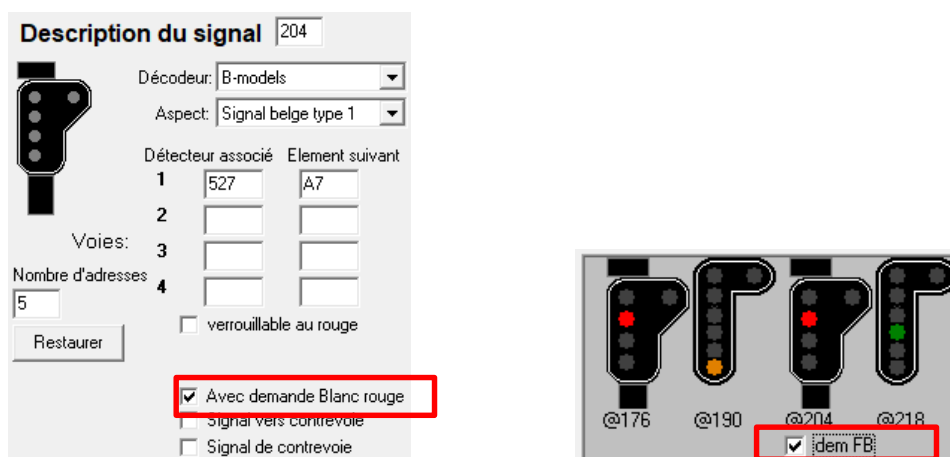 Description du signal 204
Décodeur: B-models
Aspect: Signal belge type 1
Détecteur associé Element suivant
1 527 A7
2
Voies:
3
Nombre d'adresses
4
5
verrouillable au rouge
Restaurer
Avec demande Blanc rouge
Signal vers contrevoie
Signal de contrevoie
@176 @190 @204 @218
dem FB